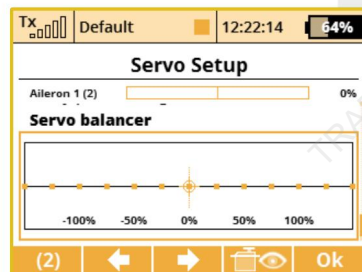 Tx Default 12:22:14 64%
Servo Setup
Aileron 1 (2) 0%
Servo balancer
-100% -50% 0% 50% 100%
(2) Ok